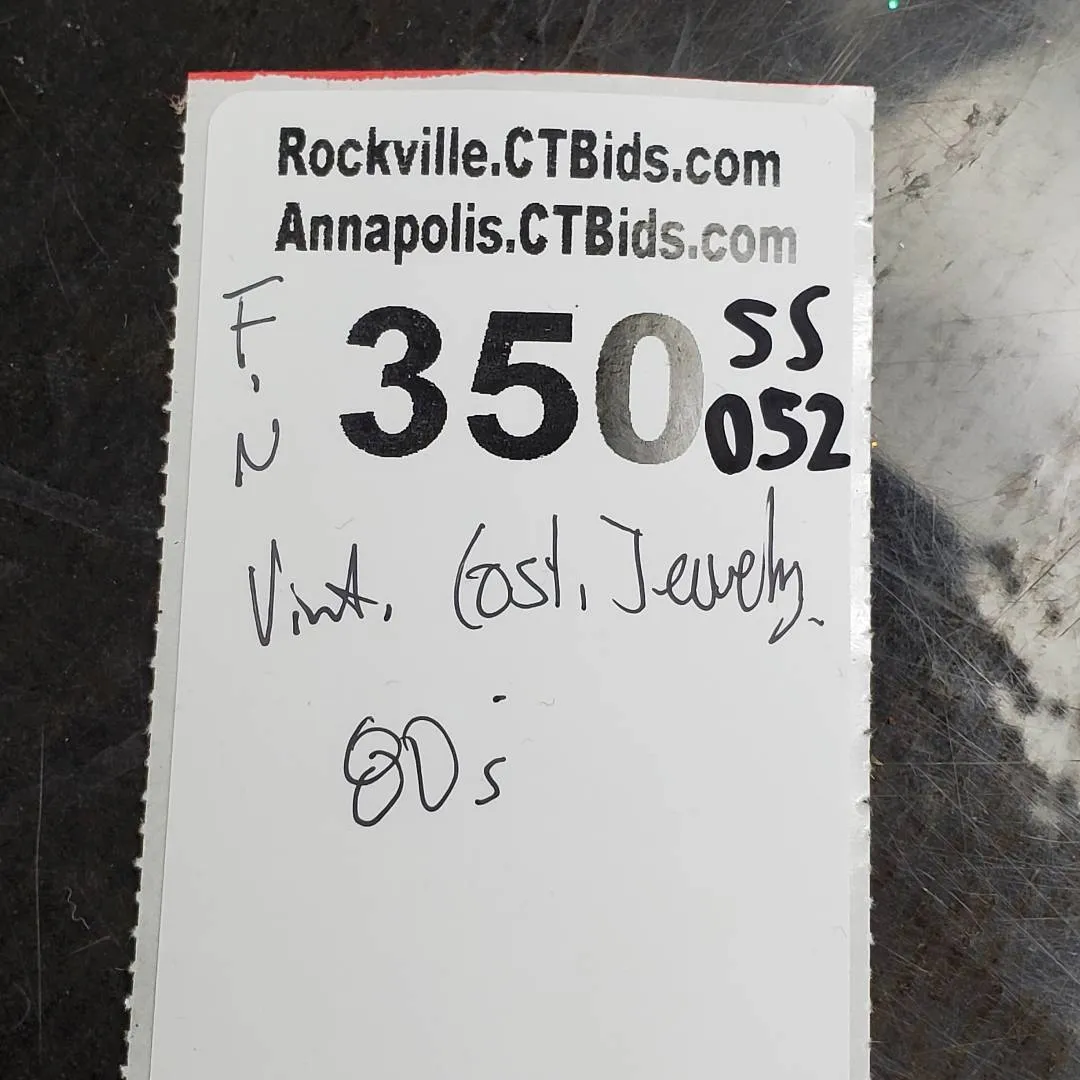 Rockville.CTBids.com
Annapolis.CTBids.com
F.N 350 SS
052
Vint. Cost. Jewelry.
80s